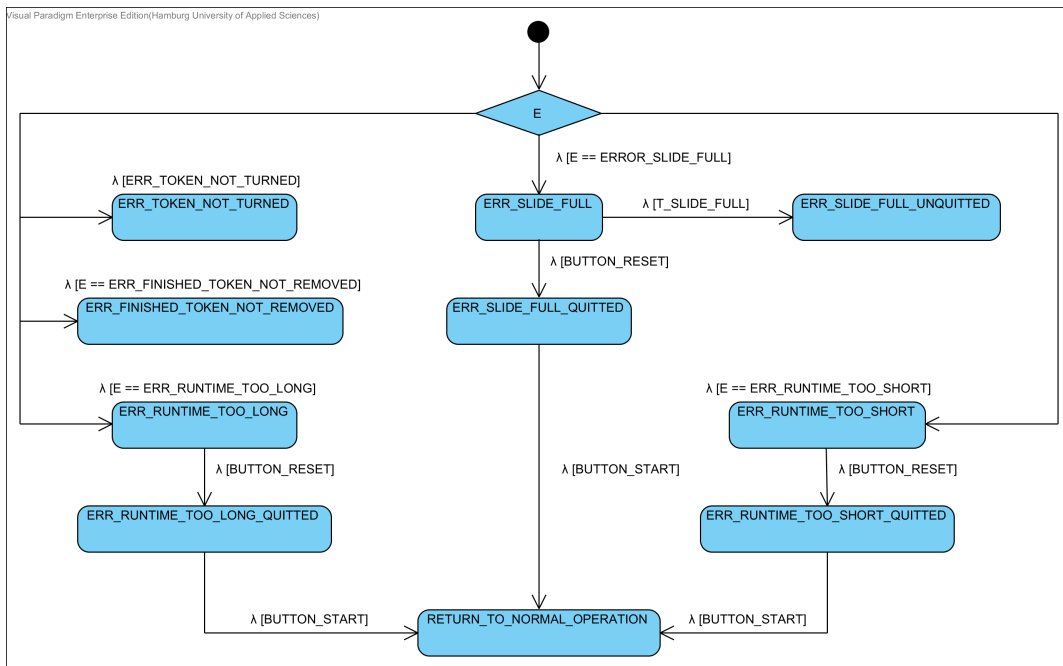 Visual Paradigm Enterprise Edition(Hamburg University of Applied Sciences)
E
λ [E == ERROR_SLIDE_FULL]
λ [ERR_TOKEN_NOT_TURNED]
ERR_TOKEN_NOT_TURNED
ERR_SLIDE_FULL
λ [T_SLIDE_FULL]
ERR_SLIDE_FULL_UNQUITTED
λ [BUTTON_RESET]
λ [E == ERR_FINISHED_TOKEN_NOT_REMOVED]
ERR_FINISHED_TOKEN_NOT_REMOVED
ERR_SLIDE_FULL_QUITTED
λ [E == ERR_RUNTIME_TOO_LONG]
ERR_RUNTIME_TOO_LONG
λ [E == ERR_RUNTIME_TOO_SHORT]
ERR_RUNTIME_TOO_SHORT
λ [BUTTON_RESET]
λ [BUTTON_START]
λ [BUTTON_RESET]
ERR_RUNTIME_TOO_LONG_QUITTED
ERR_RUNTIME_TOO_SHORT_QUITTED
λ [BUTTON_START]
RETURN_TO_NORMAL_OPERATION
λ [BUTTON_START]